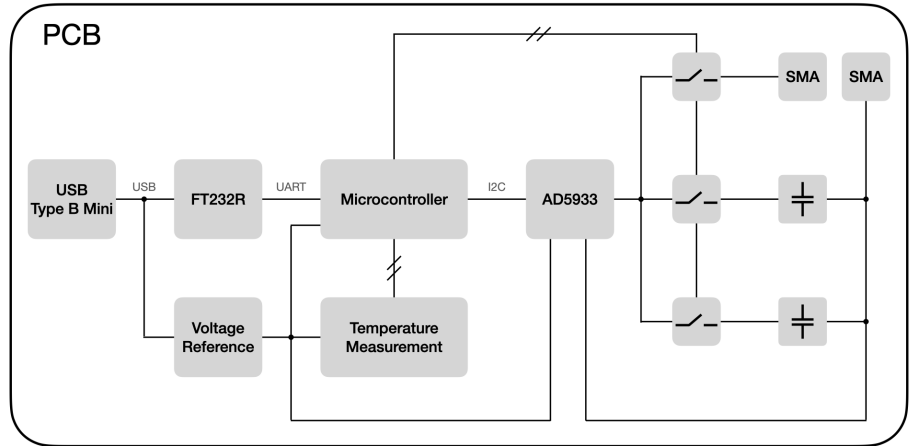 PCB
SMA
SMA
USB
Type B Mini
USB
FT232R
UART
Microcontroller
I2C
AD5933
Voltage
Reference
Temperature
Measurement